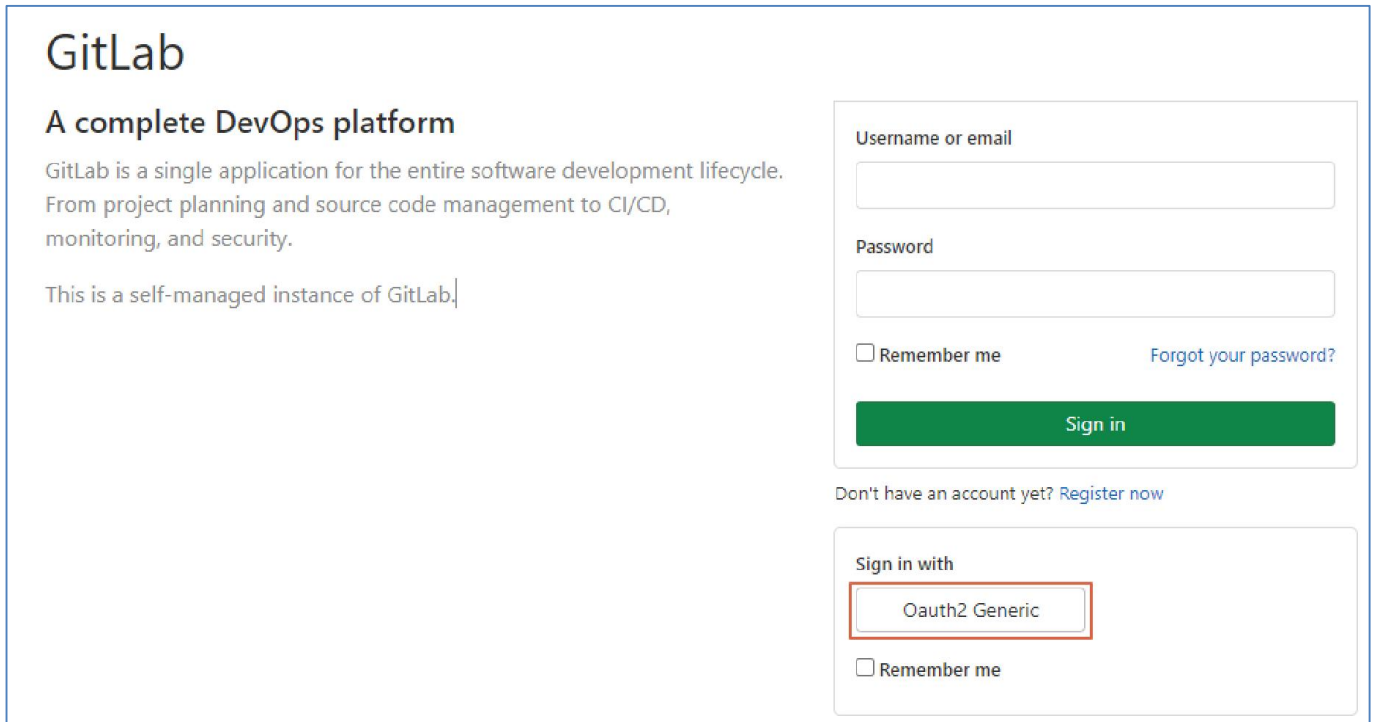 GitLab
A complete DevOps platform
GitLab is a single application for the entire software development lifecycle.
From project planning and source code management to CI/CD,
monitoring, and security.
This is a self-managed instance of GitLab.
Username or email
Password
Remember me
Forgot your password?
Sign in
Don't have an account yet? Register now
Sign in with
Oauth2 Generic
Remember me